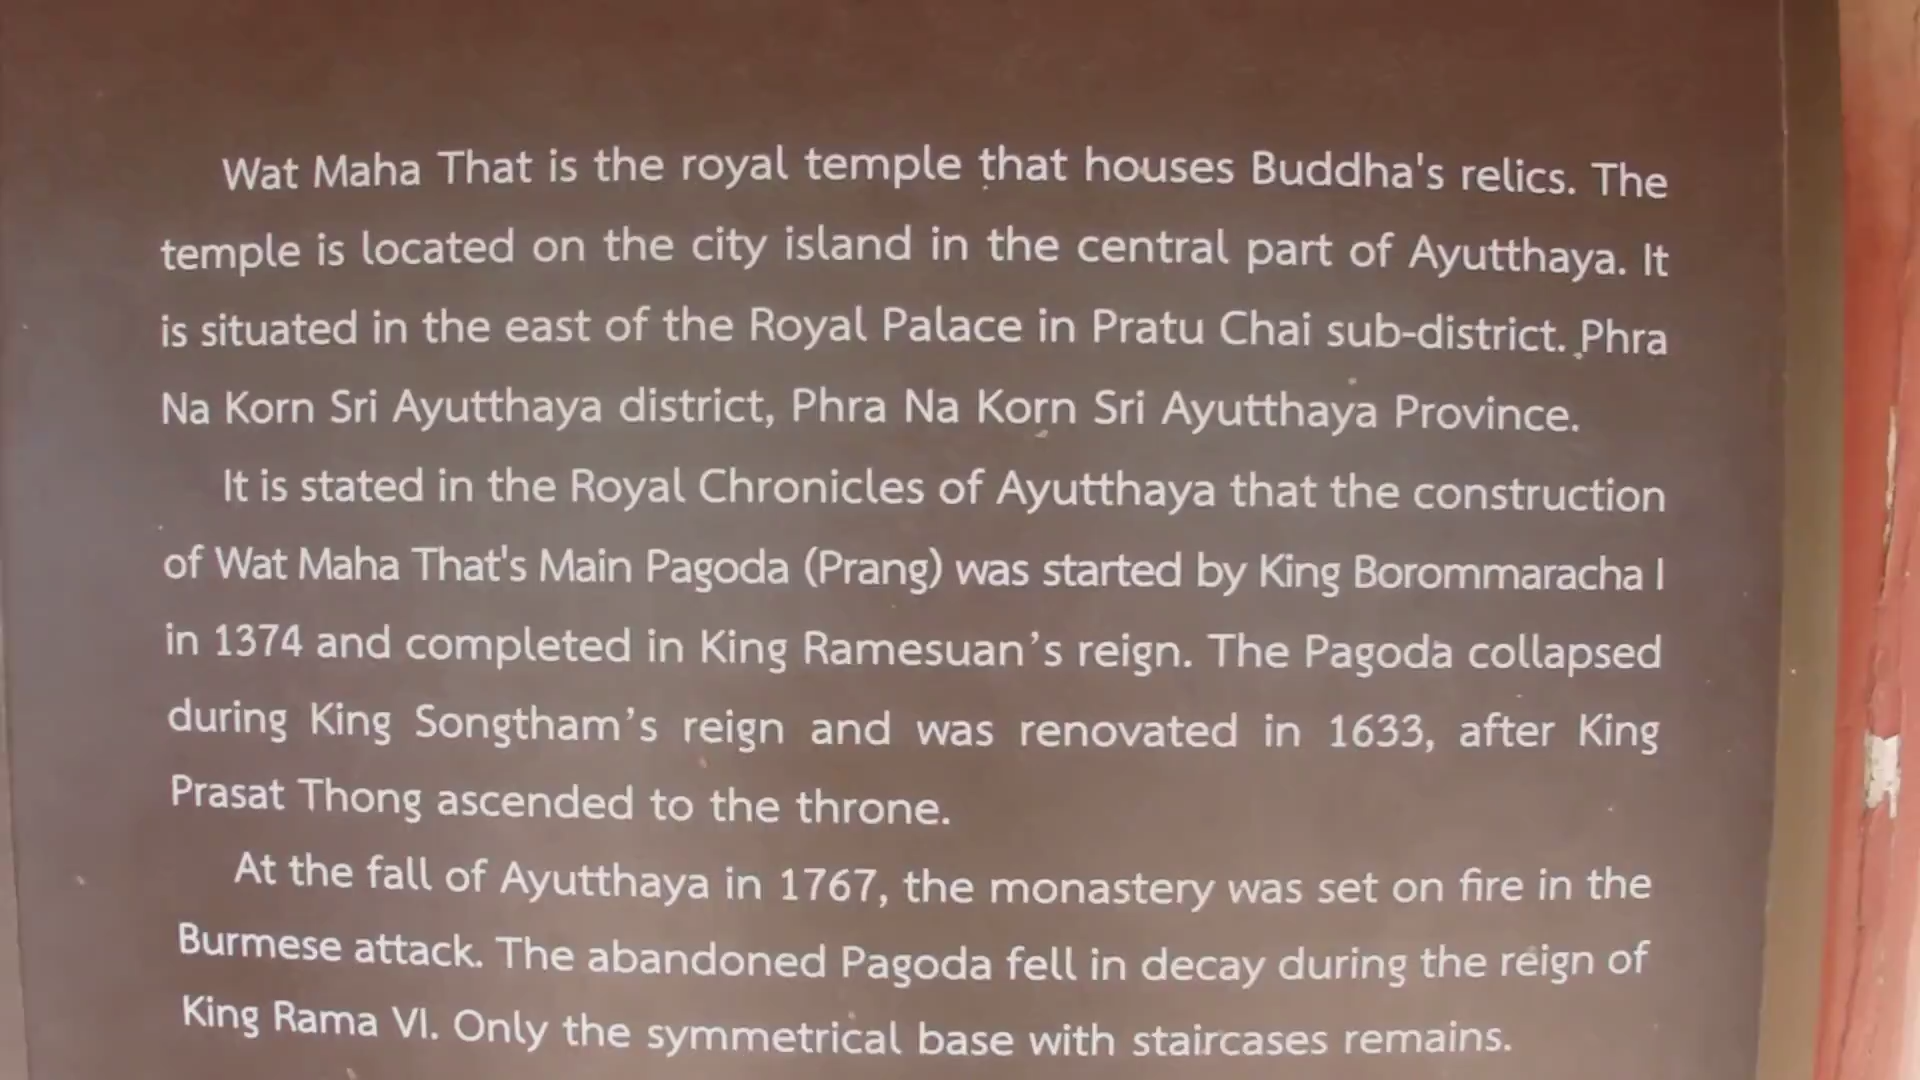 Wat Maha That is the royal temple that houses Buddha's relics. The
temple is located on the city island in the central part of Ayutthaya. It
is situated in the east of the Royal Palace in Pratu Chai sub-district. Phra
Na Korn Sri Ayutthaya district, Phra Na Korn Sri Ayutthaya Province.
It is stated in the Royal Chronicles of Ayutthaya that the construction
of Wat Maha That's Main Pagoda (Prang) was started by King Borommaracha I
in 1374 and completed in King Ramesuan’s reign. The Pagoda collapsed
during King Songtham’s reign and was renovated in 1633, after King
Prasat Thong ascended to the throne.
At the fall of Ayutthaya in 1767, the monastery was set on fire in the
Burmese attack. The abandoned Pagoda fell in decay during the reign of
King Rama VI. Only the symmetrical base with staircases remains.